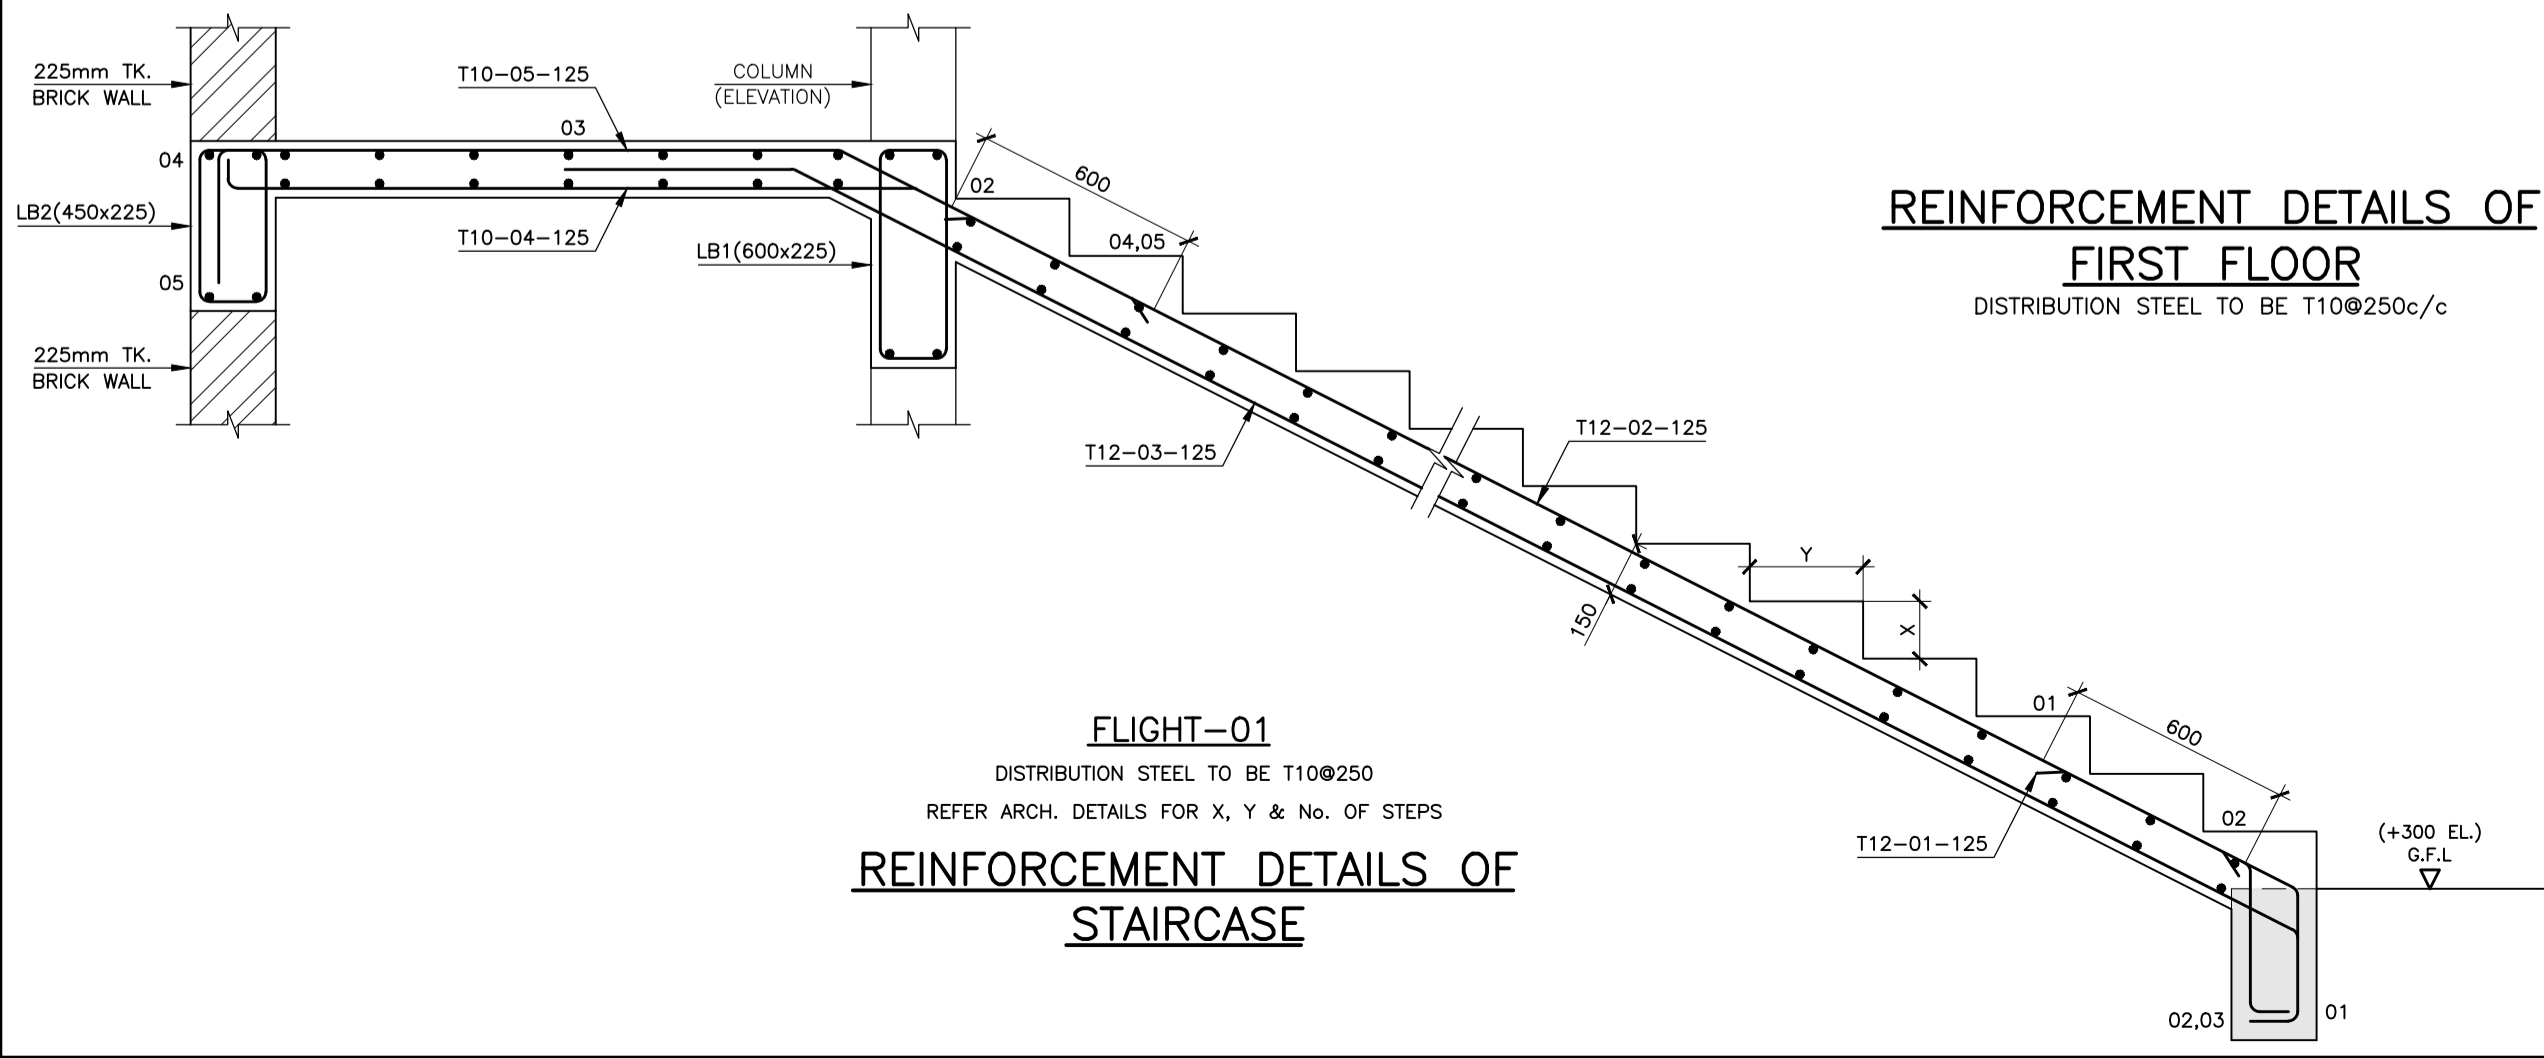 225mm TK.
BRICK WALL
T10-05-125
COLUMN
(ELEVATION)
03
04
02
600
04,05
LB2(450x225)
T10-04-125
LB1(600x225)
05
225mm TK.
BRICK WALL
REINFORCEMENT DETAILS OF
FIRST FLOOR
DISTRIBUTION STEEL TO BE T10@250c/c
T12-03-125
T12-02-125
Y
X
150
01
600
02
T12-01-125
(+300 EL.)
G.F.L
02,03
01
FLIGHT-01
DISTRIBUTION STEEL TO BE T10@250
REFER ARCH. DETAILS FOR X, Y & No. OF STEPS
REINFORCEMENT DETAILS OF
STAIRCASE